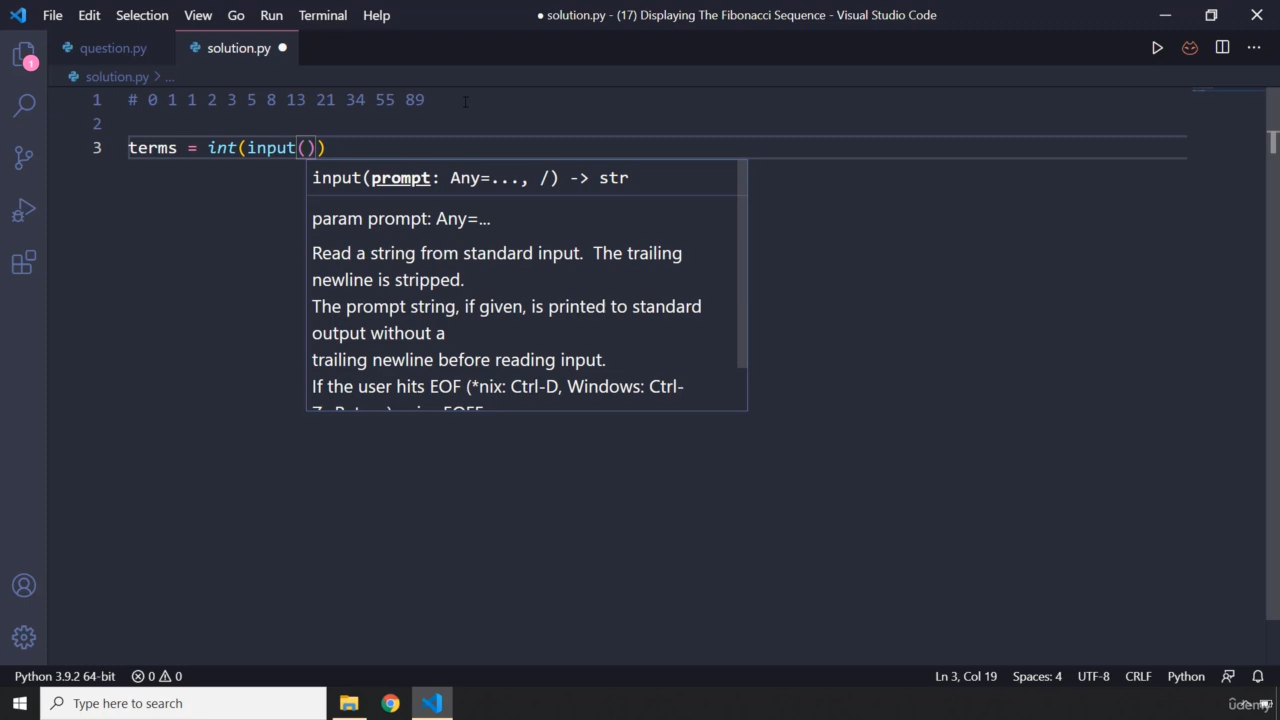 File Edit Selection View Go Run Terminal Help
● solution.py - (17) Displaying The Fibonacci Sequence - Visual Studio Code
question.py solution.py ●
solution.py > ...
1 # 0 1 1 2 3 5 8 13 21 34 55 89
2
3 terms = int(input())
input(prompt: Any=..., /) -> str
param prompt: Any=...
Read a string from standard input.  The trailing
newline is stripped.
The prompt string, if given, is printed to standard
output without a
trailing newline before reading input.
If the user hits EOF (*nix: Ctrl-D, Windows: Ctrl-
1
Python 3.9.2 64-bit 0 0 Ln 3, Col 19 Spaces: 4 UTF-8 CRLF Python
Type here to search
udemy